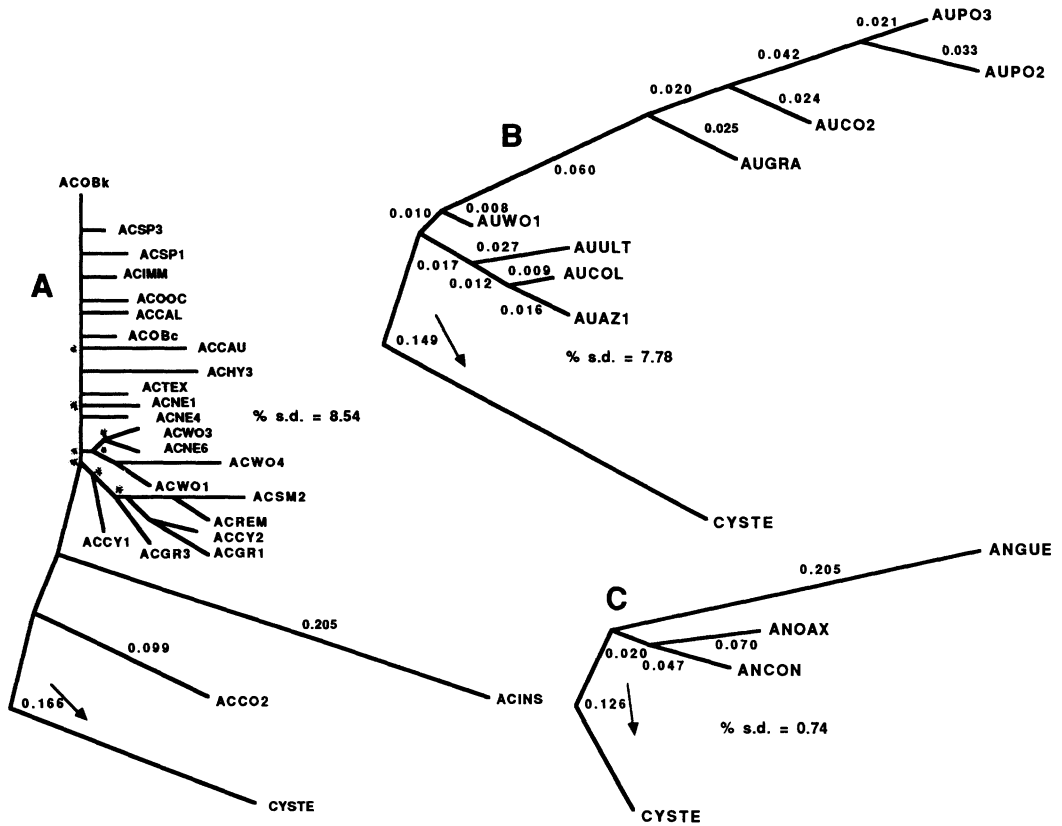 A
ACOBk
ACSP3
ACSP1
ACIMM
ACOOC
ACCAL
ACOBc
ACCAU
ACHY3
ACTEX
ACNE1
ACNE4
% s.d. = 8.54
ACWO3
ACNE6
ACWO4
ACWO1
ACSM2
ACREM
ACCY2
ACGR1
ACCY1
ACGR3
0.205
ACINS
0.099
ACCO2
0.166
CYSTE
B
0.021
AUPO3
0.033
AUPO2
0.042
0.024
AUCO2
0.020
0.025
AUGRA
0.060
0.010
0.008
AUWO1
0.027
AUULT
0.017
0.009
AUCOL
0.012
0.016
AUAZ1
0.149
% s.d. = 7.78
CYSTE
C
0.205
ANGUE
ANOAX
0.070
0.020
0.047
ANCON
0.126
% s.d. = 0.74
CYSTE